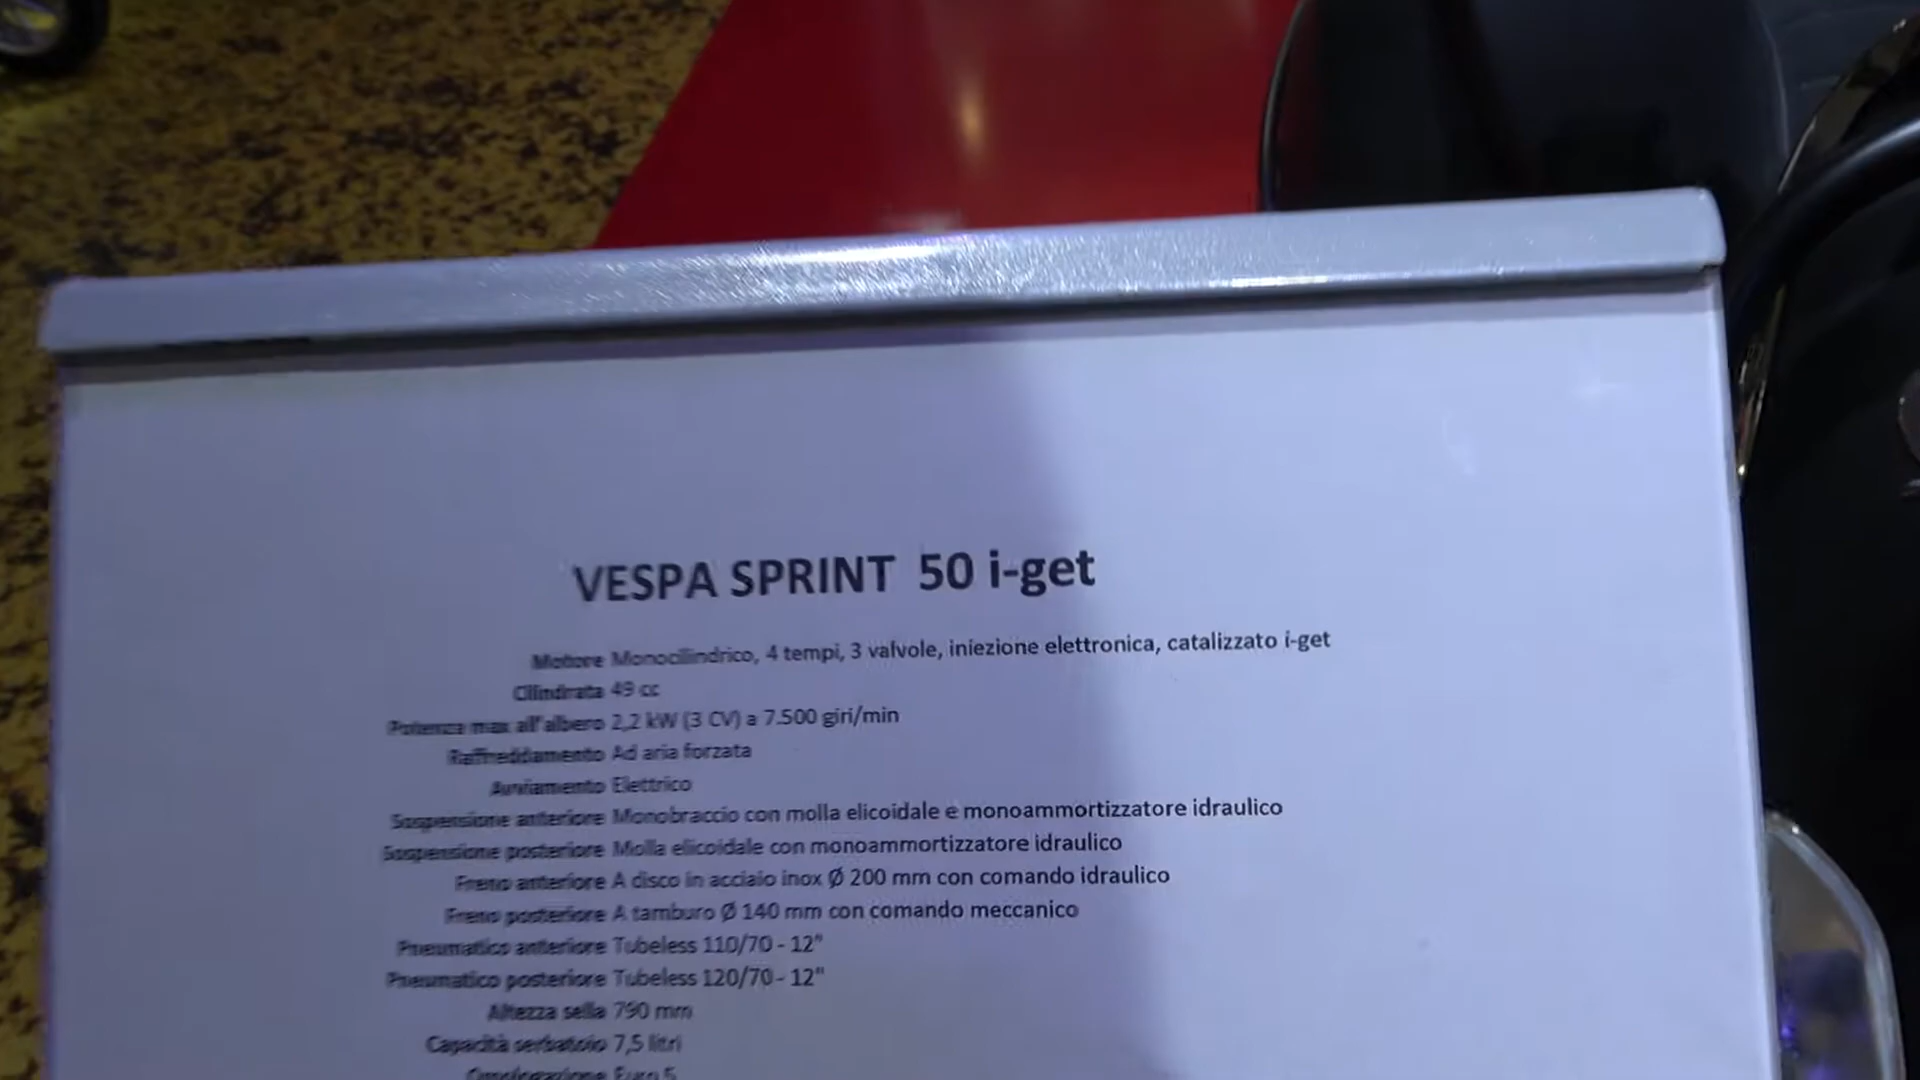 VESPA SPRINT 50 i-get
Motore Monocilindrico, 4 tempi, 3 valvole, iniezione elettronica, catalizzato i-get
Cilindrata 49 cc
Potenza max all'albero 2,2 kW (3 CV) a 7.500 giri/min
Raffreddamento Ad aria forzata
Avviamento Elettrico
Sospensione anteriore Monobraccio con molla elicoidale e monoammortizzatore idraulico
Sospensione posteriore Molla elicoidale con monoammortizzatore idraulico
Freno anteriore A disco in acciaio inox Ø 200 mm con comando idraulico
Freno posteriore A tamburo Ø 140 mm con comando meccanico
Pneumatico anteriore Tubeless 110/70 - 12"
Pneumatico posteriore Tubeless 120/70 - 12"
Altezza sella 790 mm
Capacità serbatoio 7,5 litri
Omologazione Euro 5